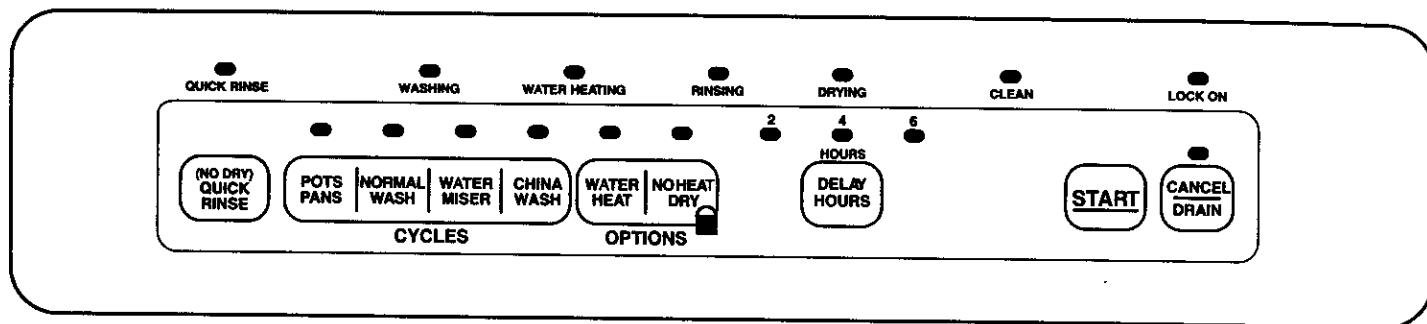 QUICK RINSE
WASHING
WATER HEATING
RINSING
DRYING
CLEAN
LOCK ON
2
4
6
HOURS
(NO DRY)
QUICK
RINSE
POTS
PANS
NORMAL
WASH
WATER
MISER
CHINA
WASH
WATER
HEAT
NO HEAT
DRY
DELAY
HOURS
START
CANCEL
DRAIN
CYCLES
OPTIONS